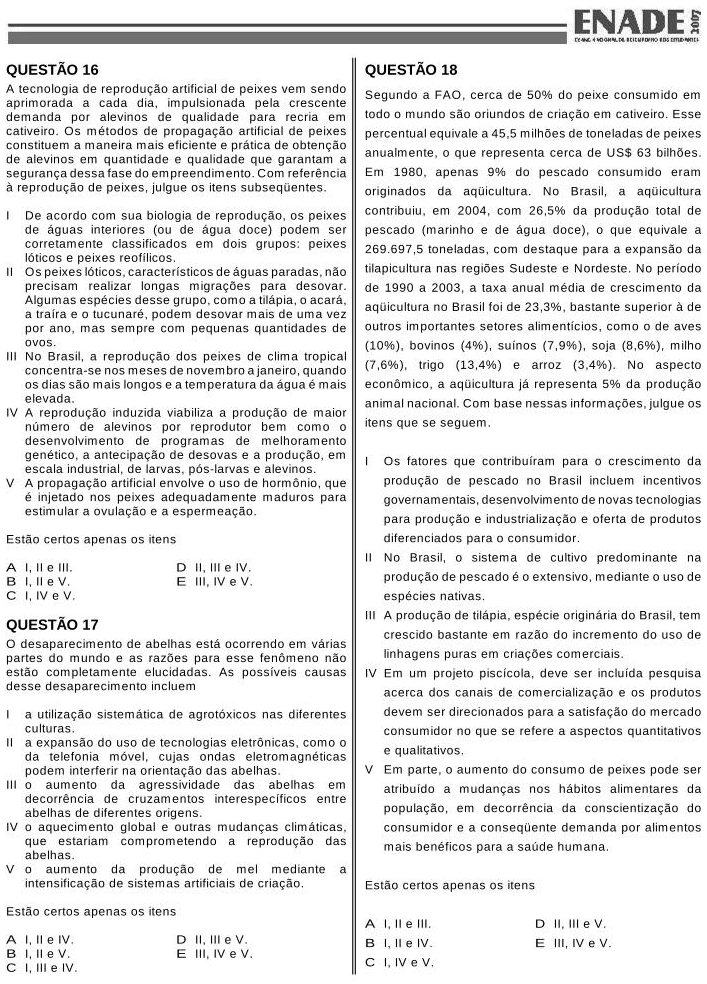 ENADE 2007
QUESTÃO 16
A tecnologia de reprodução artificial de peixes vem sendo
aprimorada a cada dia, impulsionada pela crescente
demanda por alevinos de qualidade para recria em
cativeiro. Os métodos de propagação artificial de peixes
constituem a maneira mais eficiente e prática de obtenção
de alevinos em quantidade e qualidade que garantam a
segurança dessa fase do empreendimento. Com referência
à reprodução de peixes, julgue os itens subseqüentes.
I De acordo com sua biologia de reprodução, os peixes
de águas interiores (ou de água doce) podem ser
corretamente classificados em dois grupos: peixes
lóticos e peixes reofílicos.
II Os peixes lóticos, característicos de águas paradas, não
precisam realizar longas migrações para desovar.
Algumas espécies desse grupo, como a tilápia, o acará,
a traíra e o tucunaré, podem desovar mais de uma vez
por ano, mas sempre com pequenas quantidades de
ovos.
III No Brasil, a reprodução dos peixes de clima tropical
concentra-se nos meses de novembro a janeiro, quando
os dias são mais longos e a temperatura da água é mais
elevada.
IV A reprodução induzida viabiliza a produção de maior
número de alevinos por reprodutor bem como o
desenvolvimento de programas de melhoramento
genético, a antecipação de desovas e a produção, em
escala industrial, de larvas, pós-larvas e alevinos.
V A propagação artificial envolve o uso de hormônio, que
é injetado nos peixes adequadamente maduros para
estimular a ovulação e a espermeação.
Estão certos apenas os itens
A I, II e III.
B I, II e V.
C I, IV e V.
D II, III e IV.
E III, IV e V.
QUESTÃO 17
O desaparecimento de abelhas está ocorrendo em várias
partes do mundo e as razões para esse fenômeno não
estão completamente elucidadas. As possíveis causas
desse desaparecimento incluem
I a utilização sistemática de agrotóxicos nas diferentes
culturas.
II a expansão do uso de tecnologias eletrônicas, como o
da telefonia móvel, cujas ondas eletromagnéticas
podem interferir na orientação das abelhas.
III o aumento da agressividade das abelhas em
decorrência de cruzamentos interespecíficos entre
abelhas de diferentes origens.
IV o aquecimento global e outras mudanças climáticas,
que estariam comprometendo a reprodução das
abelhas.
V o aumento da produção de mel mediante a
intensificação de sistemas artificiais de criação.
Estão certos apenas os itens
A I, II e IV.
B I, II e V.
C I, III e IV.
D II, III e V.
E III, IV e V.
QUESTÃO 18
Segundo a FAO, cerca de 50% do peixe consumido em
todo o mundo são oriundos de criação em cativeiro. Esse
percentual equivale a 45,5 milhões de toneladas de peixes
anualmente, o que representa cerca de US$ 63 bilhões.
Em 1980, apenas 9% do pescado consumido eram
originados da aqüicultura. No Brasil, a aqüicultura
contribuiu, em 2004, com 26,5% da produção total de
pescado (marinho e de água doce), o que equivale a
269.697,5 toneladas, com destaque para a expansão da
tilapicultura nas regiões Sudeste e Nordeste. No período
de 1990 a 2003, a taxa anual média de crescimento da
aqüicultura no Brasil foi de 23,3%, bastante superior à de
outros importantes setores alimentícios, como o de aves
(10%), bovinos (4%), suínos (7,9%), soja (8,6%), milho
(7,6%), trigo (13,4%) e arroz (3,4%). No aspecto
econômico, a aqüicultura já representa 5% da produção
animal nacional. Com base nessas informações, julgue os
itens que se seguem.
I Os fatores que contribuíram para o crescimento da
produção de pescado no Brasil incluem incentivos
governamentais, desenvolvimento de novas tecnologias
para produção e industrialização e oferta de produtos
diferenciados para o consumidor.
II No Brasil, o sistema de cultivo predominante na
produção de pescado é o extensivo, mediante o uso de
espécies nativas.
III A produção de tilápia, espécie originária do Brasil, tem
crescido bastante em razão do incremento do uso de
linhagens puras em criações comerciais.
IV Em um projeto piscícola, deve ser incluída pesquisa
acerca dos canais de comercialização e os produtos
devem ser direcionados para a satisfação do mercado
consumidor no que se refere a aspectos quantitativos
e qualitativos.
V Em parte, o aumento do consumo de peixes pode ser
atribuído a mudanças nos hábitos alimentares da
população, em decorrência da conscientização do
consumidor e a conseqüente demanda por alimentos
mais benéficos para a saúde humana.
Estão certos apenas os itens
A I, II e III.
B I, II e IV.
C I, IV e V.
D II, III e V.
E III, IV e V.